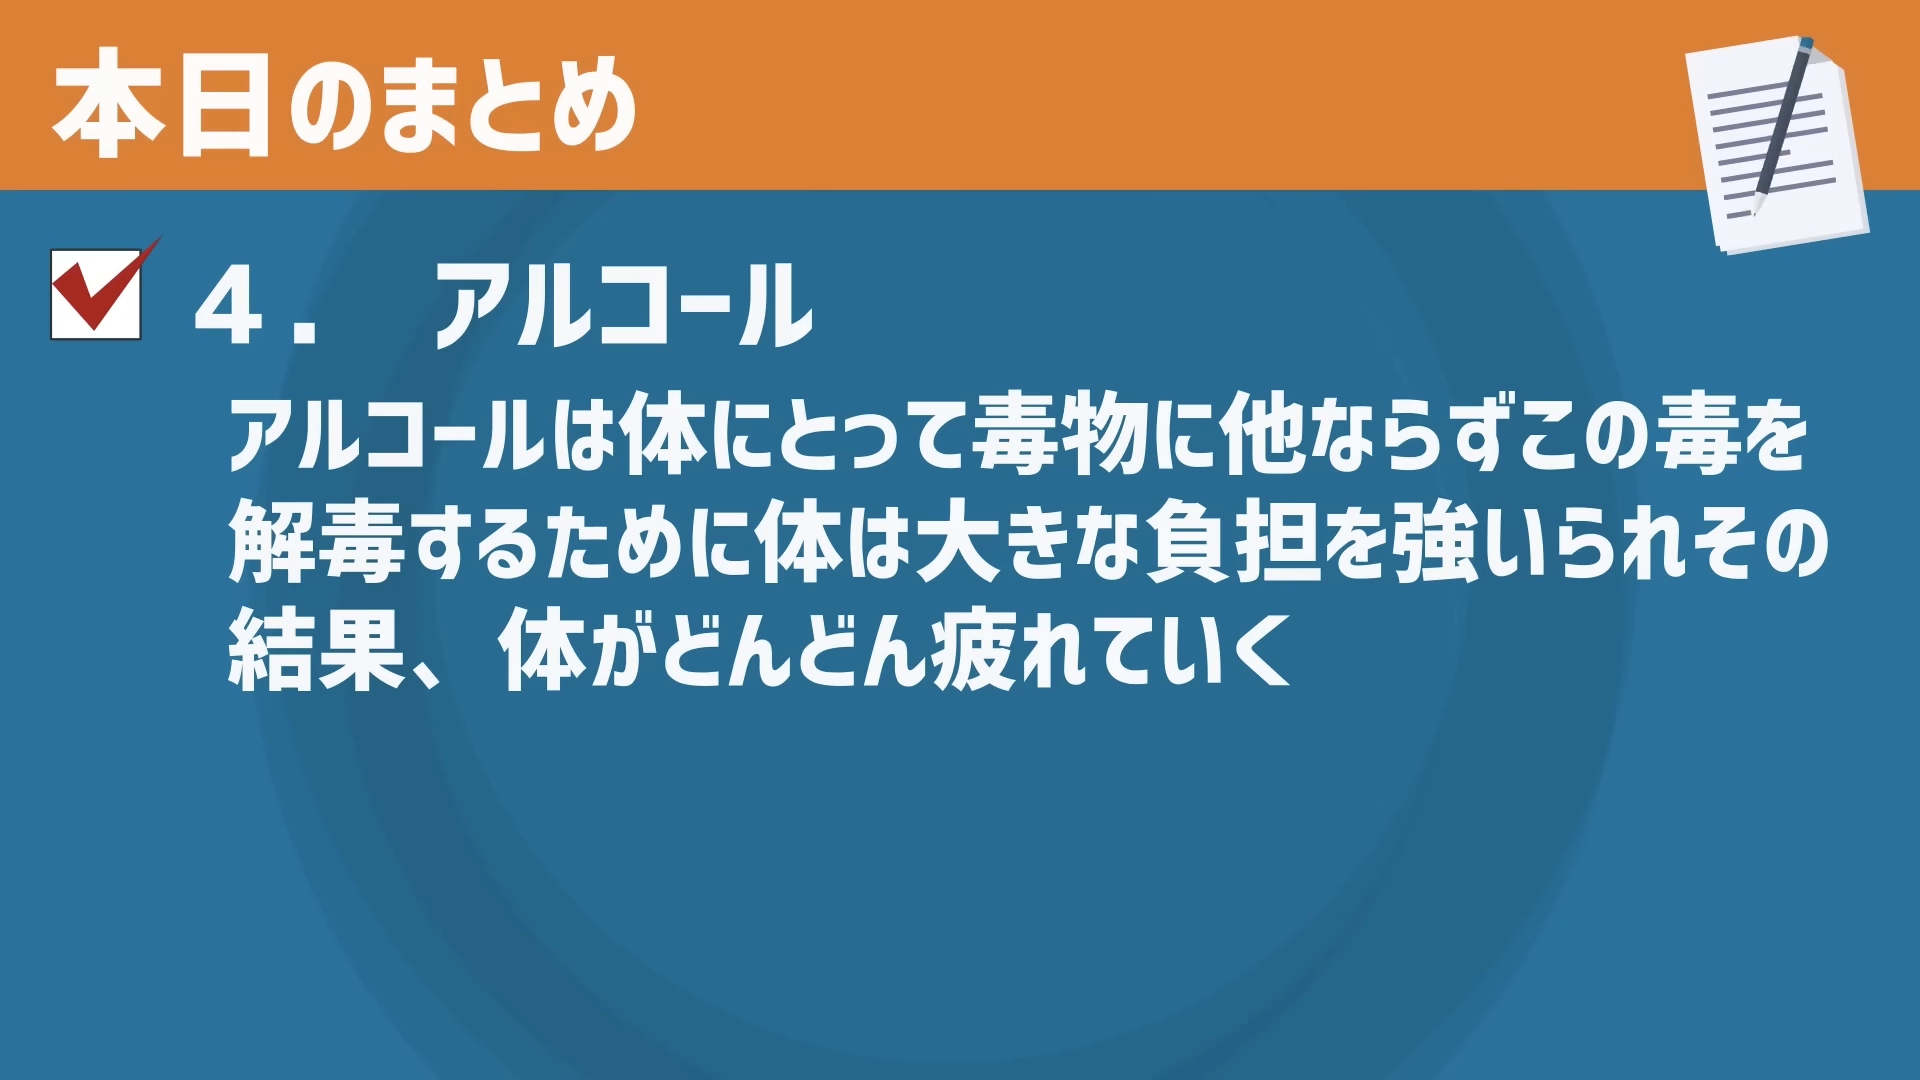 本日のまとめ
４．　アルコール
アルコールは体にとって毒物に他ならずこの毒を
解毒するために体は大きな負担を強いられその
結果、体がどんどん疲れていく